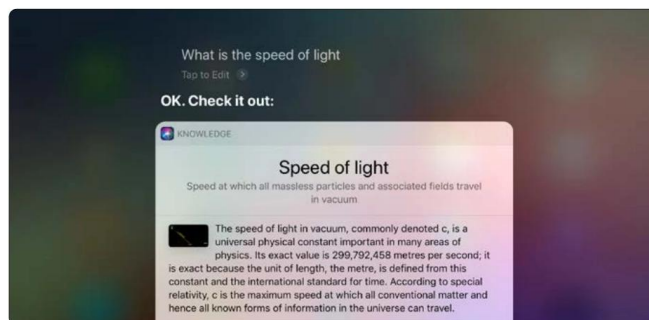 What is the speed of light
Tap to Edit
OK. Check it out:
KNOWLEDGE
Speed of light
Speed at which all massless particles and associated fields travel
in vacuum
The speed of light in vacuum, commonly denoted c, is a
universal physical constant important in many areas of
physics. Its exact value is 299,792,458 metres per second; it
is exact because the unit of length, the metre, is defined from this
constant and the international standard for time. According to special
relativity, c is the maximum speed at which all conventional matter and
hence all known forms of information in the universe can travel.